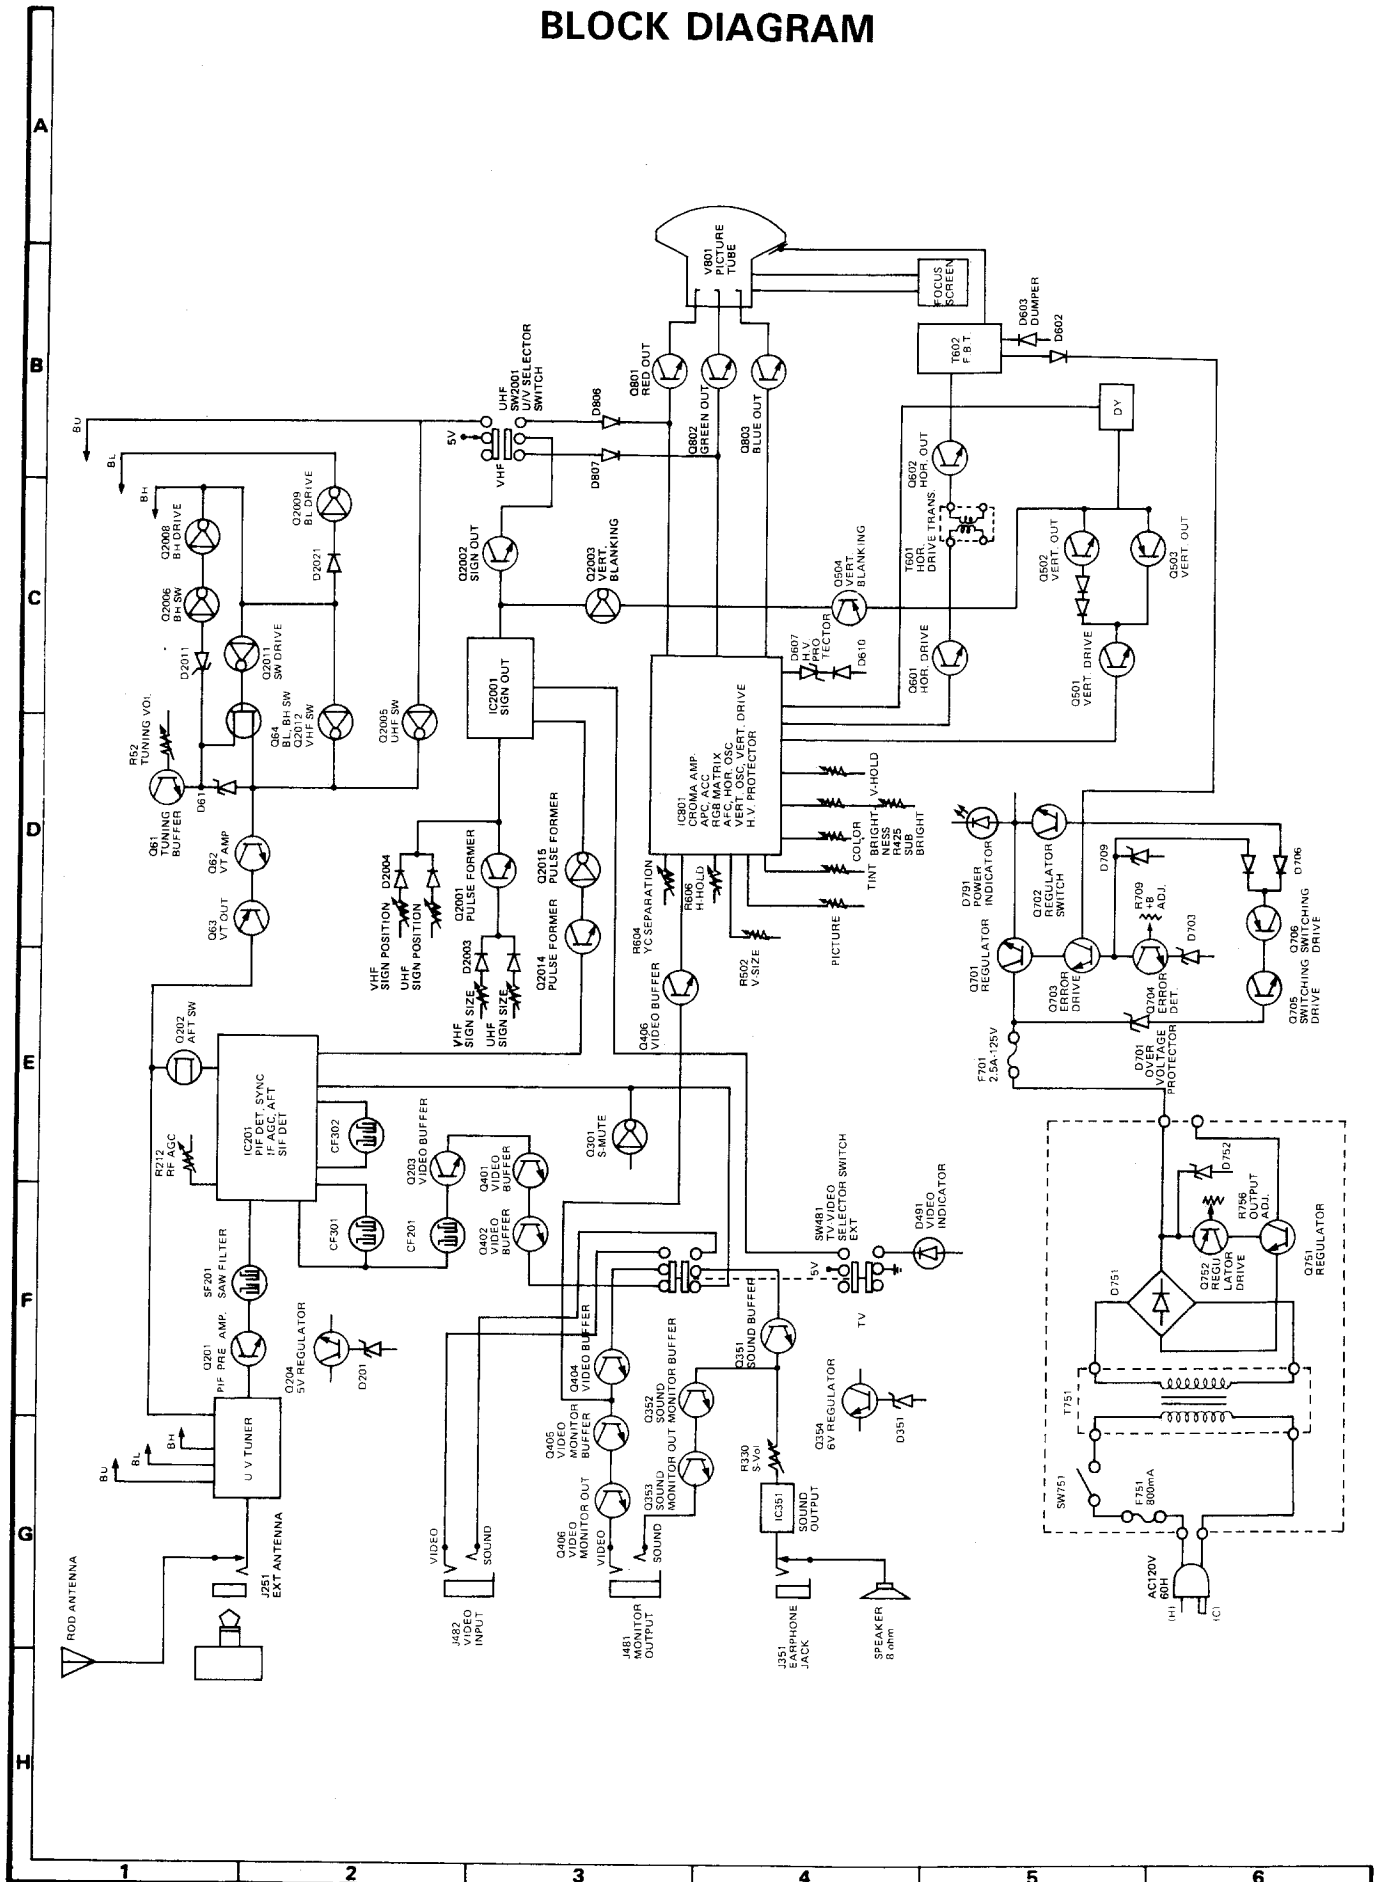 BLOCK DIAGRAM
A
B
C
D
E
F
G
H
1
2
3
4
5
6
V801
PICTURE
TUBE
FOCUS
SCREEN
T602
F.B.T.
D603
DUMPER
D602
DY
Q801
RED OUT
Q802
GREEN OUT
Q803
BLUE OUT
D806
D807
UHF
SW2001
U/V SELECTOR
SWITCH
5V
VHF
BU
BL
BH
Q2008
BH DRIVE
Q2006
BH SW
D2011
Q2011
SW DRIVE
Q2009
BL DRIVE
D2021
Q64
BL, BH SW
Q2012
VHF SW
Q2005
UHF SW
R52
TUNING VOL.
Q61
TUNING
BUFFER
D61
Q62
VT AMP
Q63
VT OUT
Q2002
SIGN OUT
Q2003
VERT.
BLANKING
Q504
VERT.
BLANKING
IC2001
SIGN OUT
Q602
HOR. OUT
T601
HOR.
DRIVE TRANS.
Q601
HOR. DRIVE
Q502
VERT. OUT
Q503
VERT. OUT
Q501
VERT. DRIVE
D607
H.V.
PRO
TECTOR
D610
IC801
CROMA AMP.
APC, ACC
RGB MATRIX
AFC, HOR. OSC
VERT. OSC, VERT. DRIVE
H.V. PROTECTOR
V-HOLD
BRIGHT-
NESS
R425
SUB
BRIGHT
COLOR
TINT
PICTURE
R604
YC SEPARATION
R606
H-HOLD
R502
V-SIZE
Q406
VIDEO BUFFER
VHF
SIGN POSITION
D2004
UHF
SIGN POSITION
Q2001
PULSE FORMER
Q2015
PULSE FORMER
Q2014
PULSE FORMER
VHF
SIGN SIZE
D2003
UHF
SIGN SIZE
D791
POWER
INDICATOR
Q702
REGULATOR
SWITCH
Q701
REGULATOR
Q703
ERROR
DRIVE
D709
R709
+B
ADJ.
D703
Q704
ERROR
DET.
D706
Q706
SWITCHING
DRIVE
Q705
SWITCHING
DRIVE
F701
2.5A-125V
D701
OVER
VOLTAGE
PROTECTOR
Q202
AFT SW
R212
RF AGC
IC201
PIF DET, SYNC
IF AGC, AFT
SIF DET
CF302
CF301
CF201
Q203
VIDEO BUFFER
Q401
VIDEO
BUFFER
Q402
VIDEO
BUFFER
Q301
S-MUTE
SF201
SAW FILTER
Q201
PIF PRE AMP.
Q204
5V REGULATOR
D201
U V TUNER
BU
BL
BH
ROD ANTENNA
J251
EXT ANTENNA
SW481
TV-VIDEO
SELECTOR SWITCH
EXT
5V
TV
D491
VIDEO
INDICATOR
Q404
VIDEO BUFFER
Q405
VIDEO
MONITOR
BUFFER
Q406
VIDEO
MONITOR OUT
Q351
SOUND BUFFER
Q352
SOUND
MONITOR BUFFER
Q353
SOUND
MONITOR OUT
Q354
6V REGULATOR
D351
R330
S-Vol
IC351
SOUND
OUTPUT
VIDEO
SOUND
VIDEO
SOUND
J482
VIDEO
INPUT
J481
MONITOR
OUTPUT
J351
EARPHONE
JACK
SPEAKER
8 ohm
D752
R756
OUTPUT
ADJ.
Q752
REGU
LATOR
DRIVE
Q751
REGULATOR
D751
T751
SW751
F751
800mA
AC120V
60H
(H)
(C)